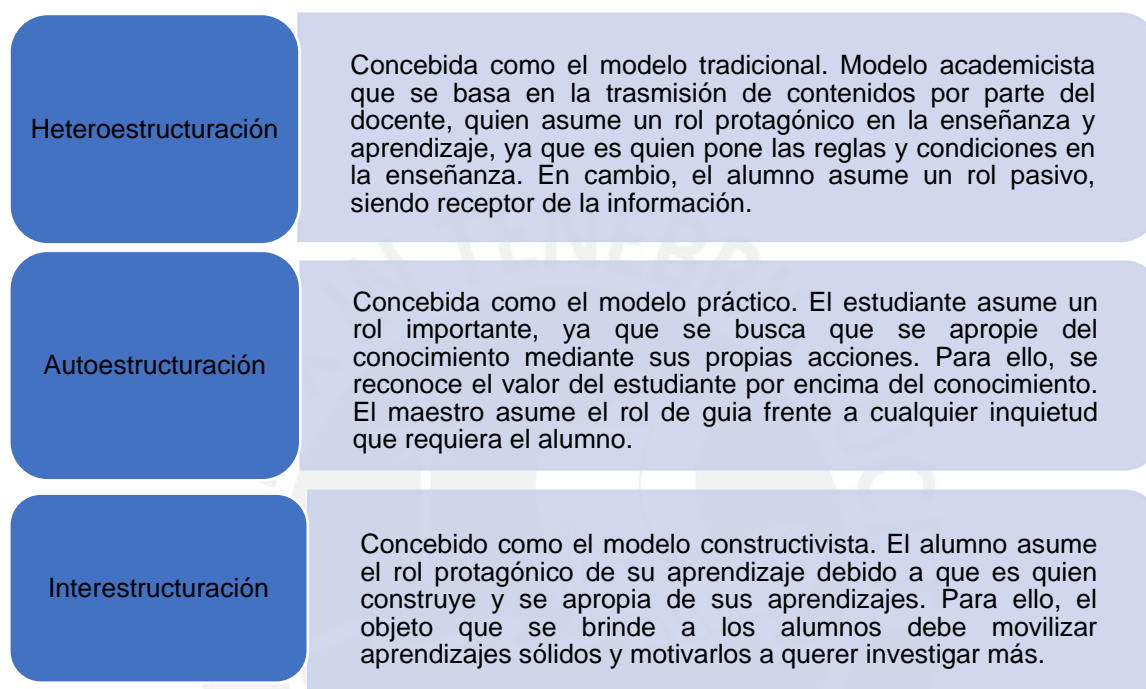 Heteroestructuración
Concebida como el modelo tradicional. Modelo academicista
que se basa en la trasmisión de contenidos por parte del
docente, quien asume un rol protagónico en la enseñanza y
aprendizaje, ya que es quien pone las reglas y condiciones en
la enseñanza. En cambio, el alumno asume un rol pasivo,
siendo receptor de la información.
Autoestructuración
Concebida como el modelo práctico. El estudiante asume un
rol importante, ya que se busca que se apropie del
conocimiento mediante sus propias acciones. Para ello, se
reconoce el valor del estudiante por encima del conocimiento.
El maestro asume el rol de guia frente a cualquier inquietud
que requiera el alumno.
Interestructuración
Concebido como el modelo constructivista. El alumno asume
el rol protagónico de su aprendizaje debido a que es quien
construye y se apropia de sus aprendizajes. Para ello, el
objeto que se brinde a los alumnos debe movilizar
aprendizajes sólidos y motivarlos a querer investigar más.